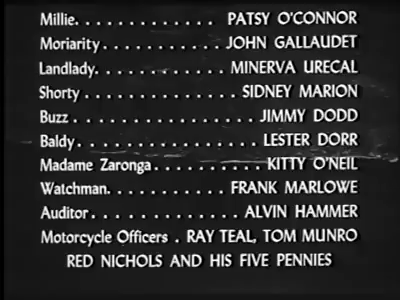 Millie. . . . . . . . . . . . . PATSY O'CONNOR
Moriarity . . . . . . . . . . . JOHN GALLAUDET
Landlady. . . . . . . . . . . . MINERVA URECAL
Shorty . . . . . . . . . . . . . SIDNEY MARION
Buzz . . . . . . . . . . . . . . . . JIMMY DODD
Baldy. . . . . . . . . . . . . . . . LESTER DORR
Madame Zaronga . . . . . . . . . . KITTY O'NEIL
Watchman. . . . . . . . . . . FRANK MARLOWE
Auditor . . . . . . . . . . . . . ALVIN HAMMER
Motorcycle Officers . RAY TEAL, TOM MUNRO
RED NICHOLS AND HIS FIVE PENNIES